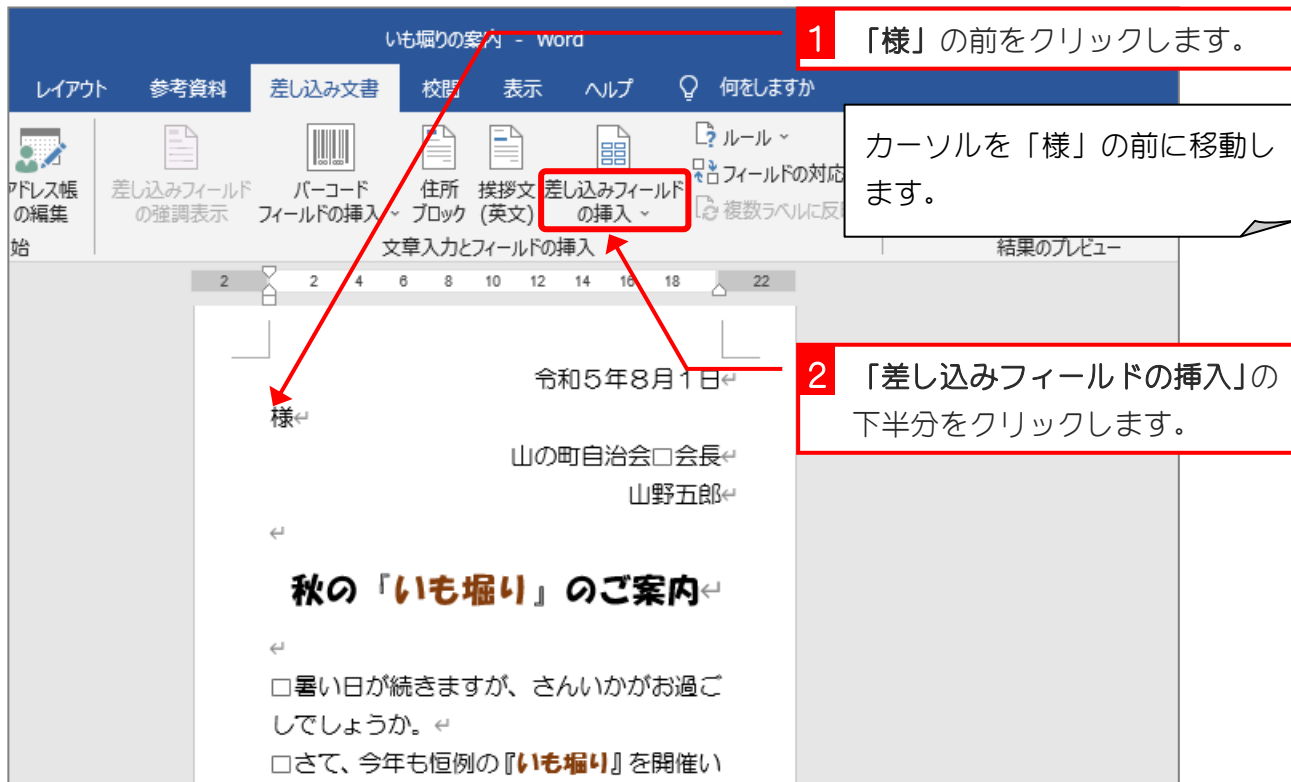 いも堀りの案内 - Word
1 「様」の前をクリックします。
レイアウト 参考資料 差し込み文書 校閲 表示 ヘルプ 何をしますか
カーソルを「様」の前に移動し
ます。
アドレス帳
の編集
差し込みフィールド
の強調表示
バーコード
フィールドの挿入
住所
ブロック
挨拶文
(英文)
差し込みフィールド
の挿入
ルール
フィールドの対応
複数ラベルに反
始
文章入力とフィールドの挿入
結果のプレビュー
2 2 4 6 8 10 12 14 16 18 22
令和5年8月1日
様
2 「差し込みフィールドの挿入」の
下半分をクリックします。
山の町自治会□会長
山野五郎
秋の『いも堀り』のご案内
□暑い日が続きますが、さんいかがお過ご
しでしょうか。
□さて、今年も恒例の『いも堀り』を開催い